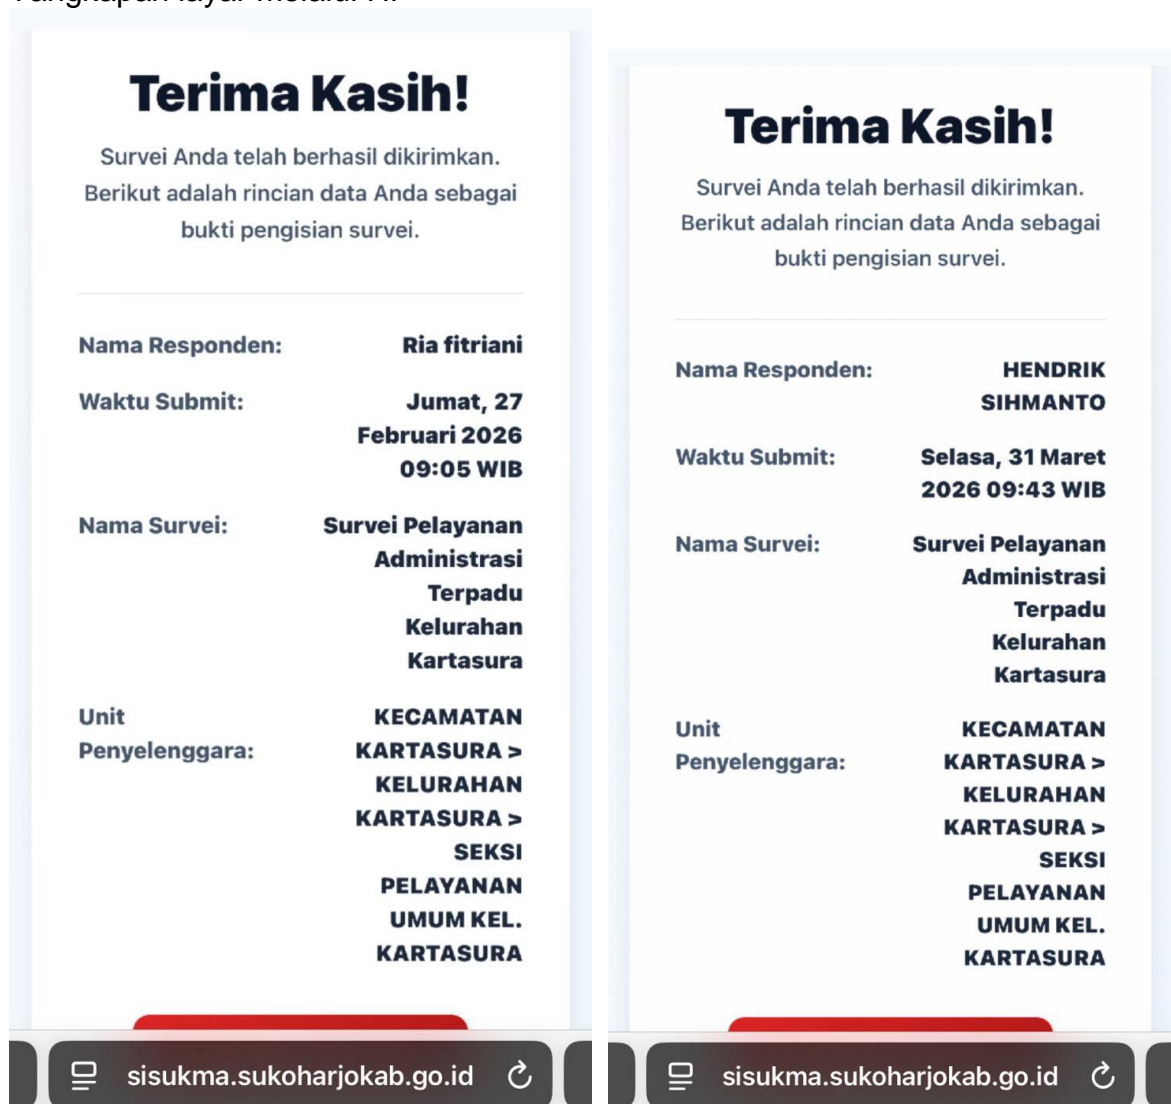 Terima Kasih!
Survei Anda telah berhasil dikirimkan.
Berikut adalah rincian data Anda sebagai
bukti pengisian survei.
Nama Responden: Ria fitriani
Waktu Submit: Jumat, 27
Februari 2026
09:05 WIB
Nama Survei: Survei Pelayanan
Administrasi
Terpadu
Kelurahan
Kartasura
Unit KECAMATAN
Penyelenggara: KARTASURA >
KELURAHAN
KARTASURA >
SEKSI
PELAYANAN
UMUM KEL.
KARTASURA
sisukma.sukoharjokab.go.id
Terima Kasih!
Survei Anda telah berhasil dikirimkan.
Berikut adalah rincian data Anda sebagai
bukti pengisian survei.
Nama Responden: HENDRIK
SIHMANTO
Waktu Submit: Selasa, 31 Maret
2026 09:43 WIB
Nama Survei: Survei Pelayanan
Administrasi
Terpadu
Kelurahan
Kartasura
Unit KECAMATAN
Penyelenggara: KARTASURA >
KELURAHAN
KARTASURA >
SEKSI
PELAYANAN
UMUM KEL.
KARTASURA
sisukma.sukoharjokab.go.id